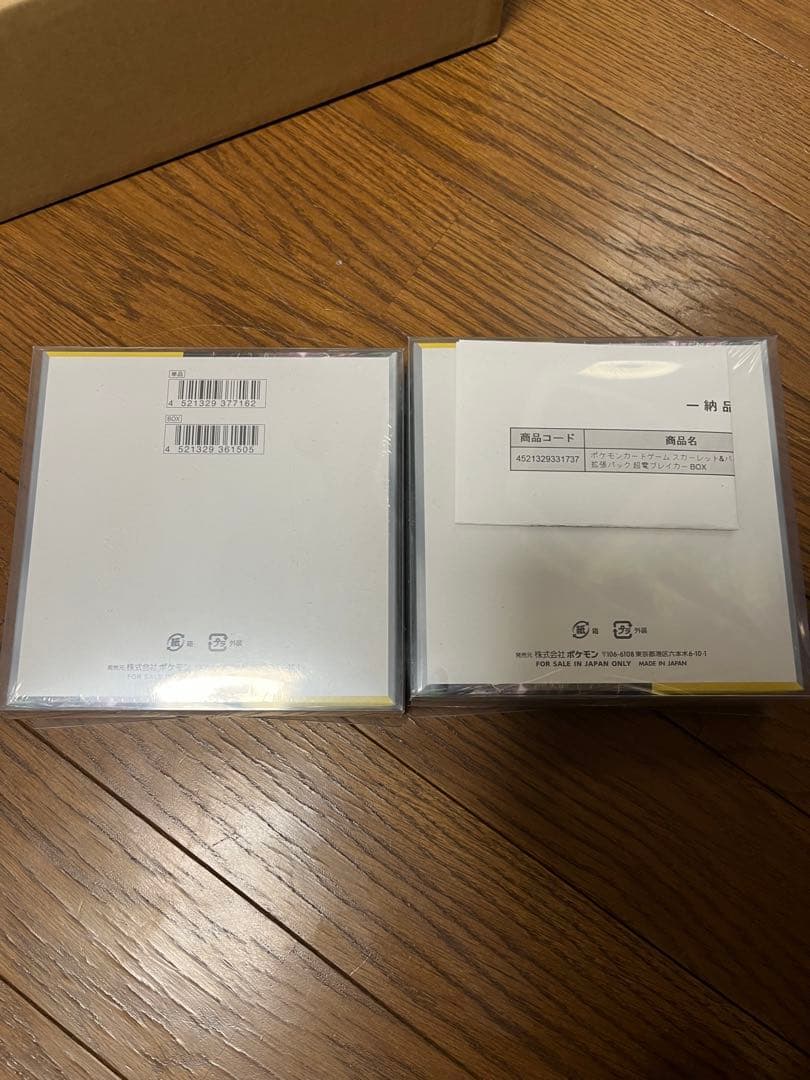 単品
4 521329 377162
BOX
4 521329 361505
紙 箱 プラ 外装
発売元 株式会社 ポケモン
FOR SALE IN JAPAN
ー納品
商品コード 商品名
4521329331737 ポケモンカードゲーム スカーレット&バ
拡張パック 超電ブレイカー BOX
紙 箱 プラ 外装
発売元 株式会社 ポケモン 〒106-6108 東京都港区六本木6-10-1
FOR SALE IN JAPAN ONLY MADE IN JAPAN